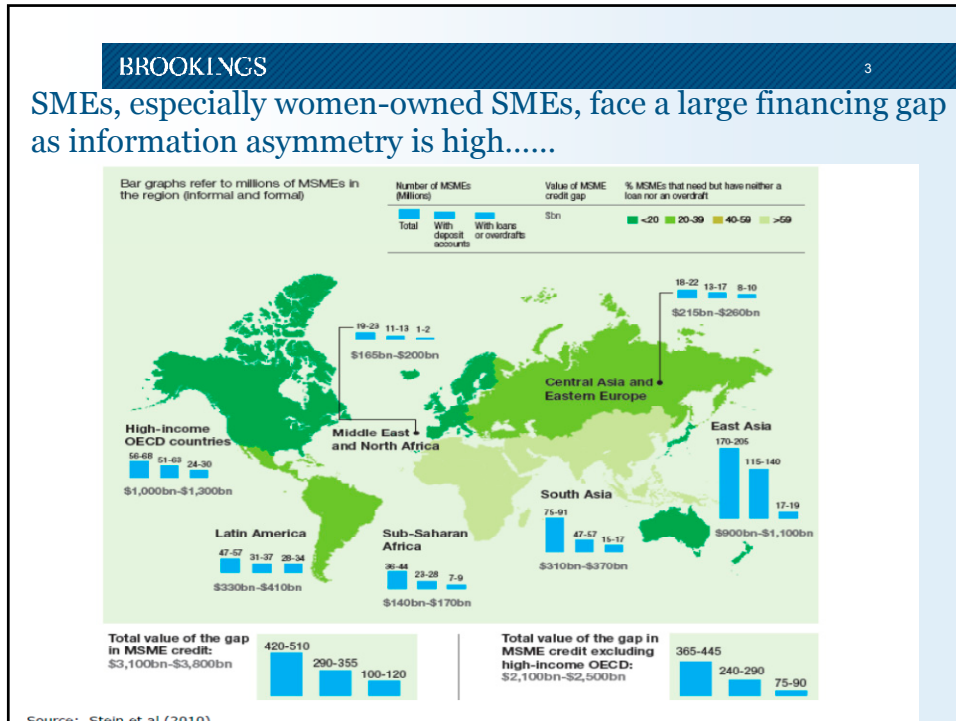 BROOKINGS
3
SMEs, especially women-owned SMEs, face a large financing gap
as information asymmetry is high......
Bar graphs refer to millions of MSMEs in
the region (informal and formal)
Number of MSMEs
(Millions)
Total
With
deposit
accounts
With loans
or overdrafts
Value of MSME
credit gap
$bn
% MSMEs that need but have neither a
loan nor an overdraft
<20 20-39 40-59 >59
18-22 13-17 8-10
$215bn-$260bn
19-23 11-13 1-2
$165bn-$200bn
Central Asia and
Eastern Europe
High-income
OECD countries
56-68 51-63 24-30
$1,000bn-$1,300bn
Middle East
and North Africa
East Asia
170-205
115-140
17-19
$900bn-$1,100bn
South Asia
75-91
47-57 15-17
$310bn-$370bn
Latin America
47-57 31-37 28-34
$330bn-$410bn
Sub-Saharan
Africa
36-44 23-28 7-9
$140bn-$170bn
Total value of the gap
in MSME credit:
$3,100bn-$3,800bn
420-510
290-355
100-120
Total value of the gap in
MSME credit excluding
high-income OECD:
$2,100bn-$2,500bn
365-445
240-290
75-90
Source: Stein et al (2010)